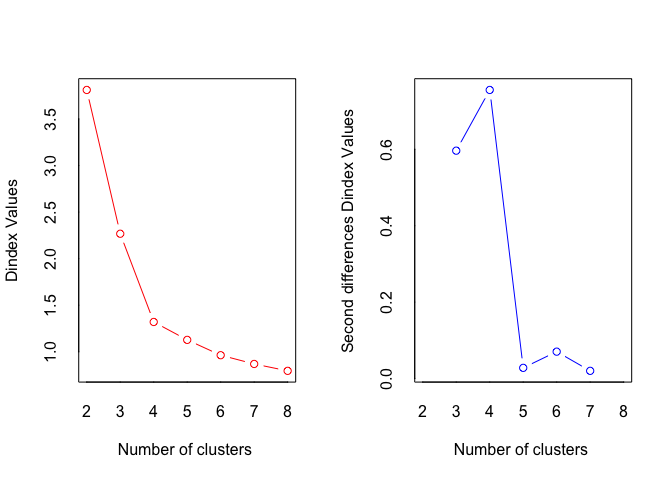 Dindex Values
3.5
3.0
2.5
2.0
1.5
1.0
2 3 4 5 6 7 8
Number of clusters
Second differences Dindex Values
0.6
0.4
0.2
0.0
2 3 4 5 6 7 8
Number of clusters